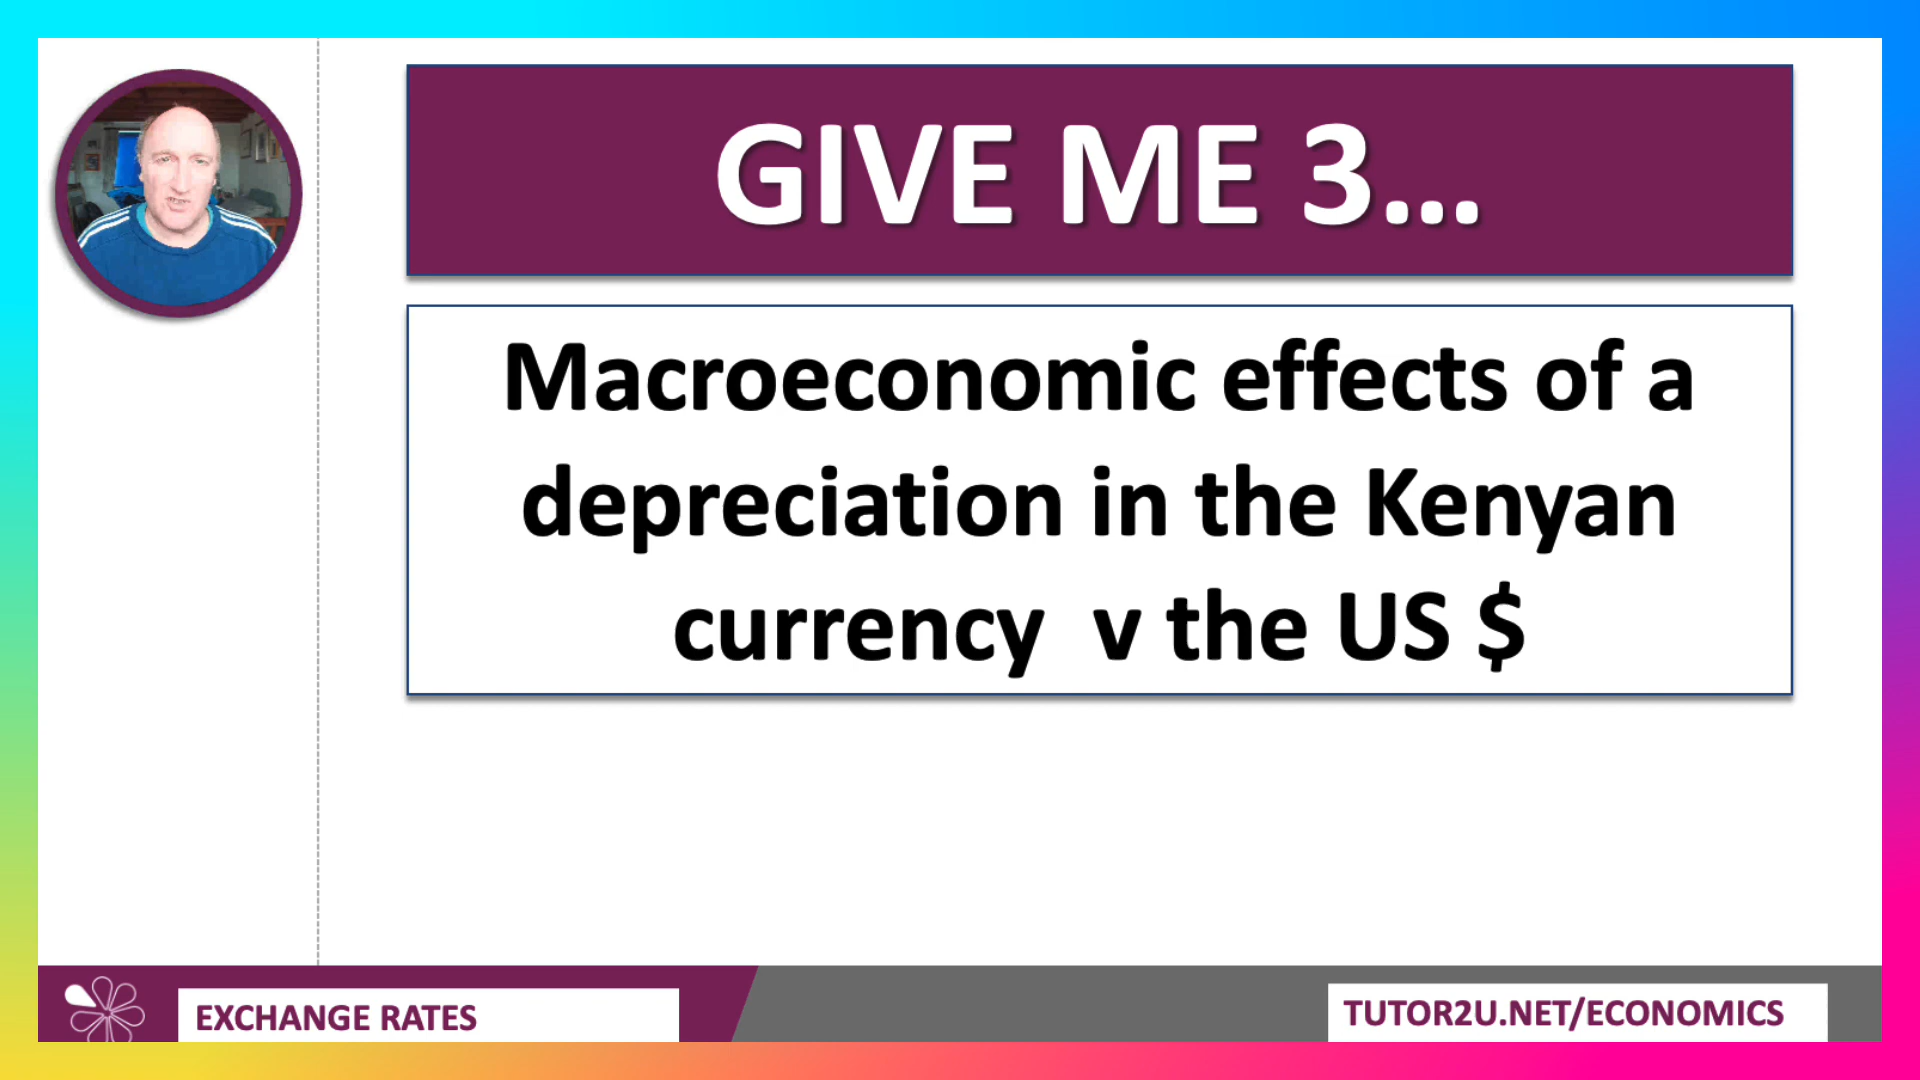 GIVE ME 3...
Macroeconomic effects of a
depreciation in the Kenyan
currency v the US $
EXCHANGE RATES
TUTOR2U.NET/ECONOMICS